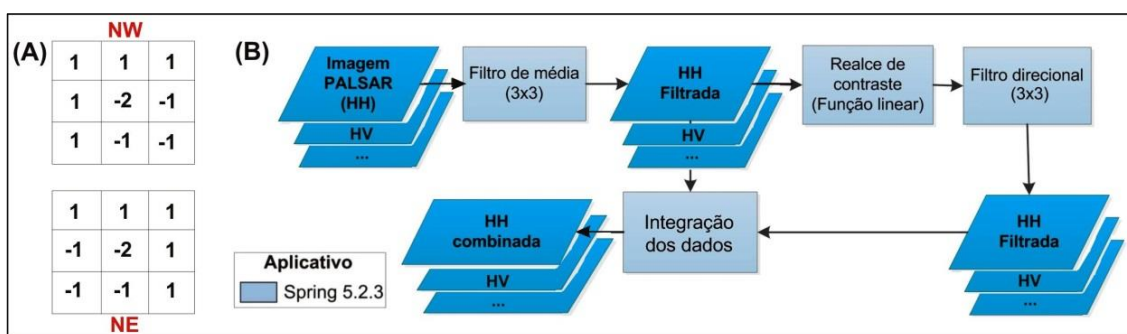 (A)
NW
1 1 1
1 -2 -1
1 -1 -1
1 1 1
-1 -2 1
-1 -1 1
NE
(B)
Imagem
PALSAR
(HH)
HV
...
Filtro de média
(3x3)
HH
Filtrada
HV
...
Realce de
contraste
(Função linear)
Filtro direcional
(3x3)
HH
Filtrada
HV
...
Integração
dos dados
HH
combinada
HV
...
Aplicativo
Spring 5.2.3